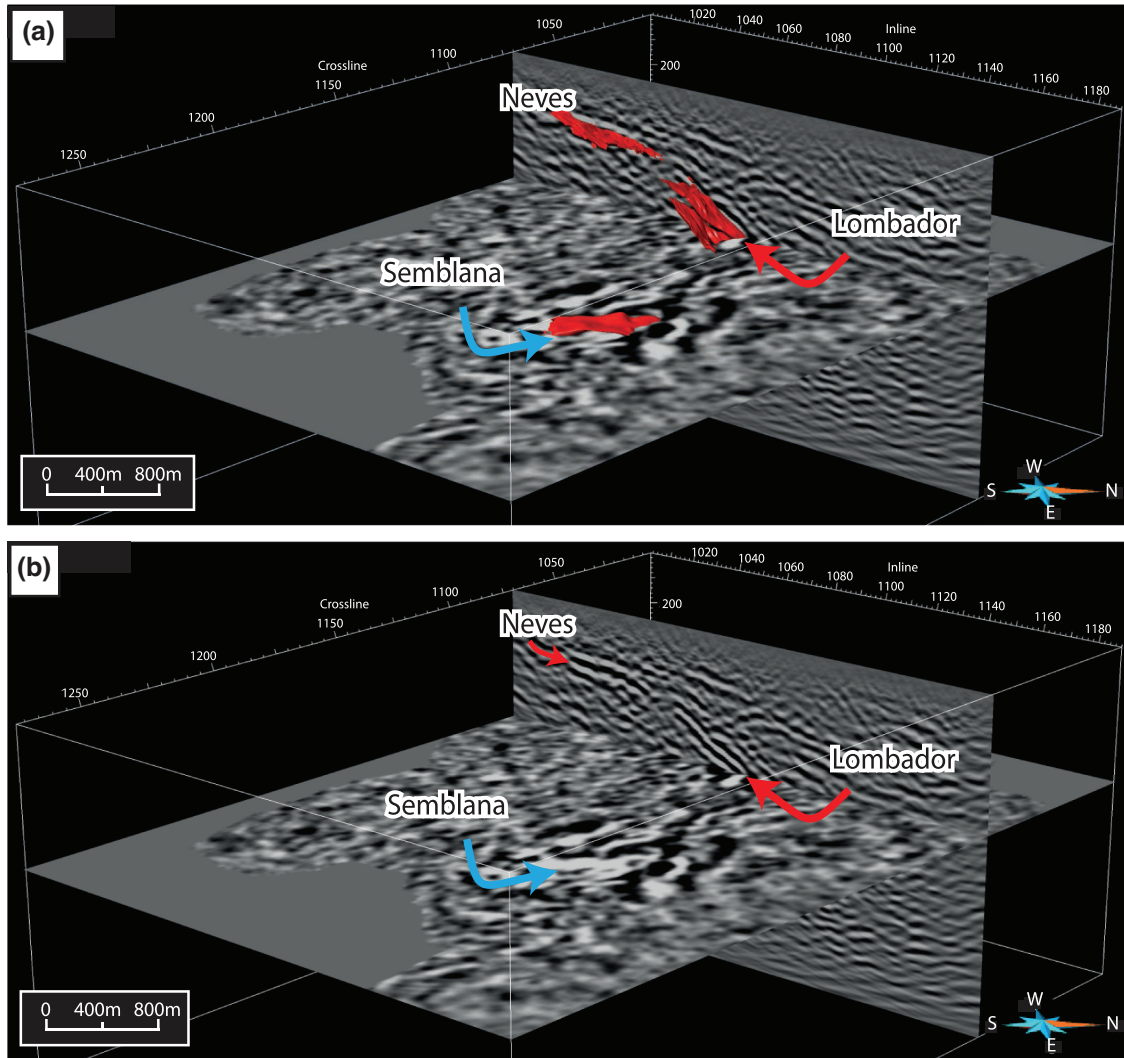 (a)
1020
1040
1060
1080
Inline
1100
1120
1140
1160
1180
1050
1100
Crossline
1150
1200
1250
200
Neves
Lombador
Semblana
0 400m 800m
W
S N
E
(b)
1020
1040
1060
1080
Inline
1100
1120
1140
1160
1180
1050
1100
Crossline
1150
1200
1250
200
Neves
Lombador
Semblana
0 400m 800m
W
S N
E